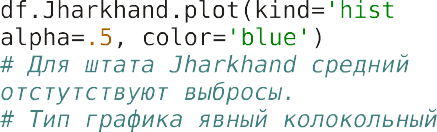 df.Jharkhand.plot(kind='hist
alpha=.5, color='blue')
# Для штата Jharkhand средний
отстутствуют выбросы.
# Тип графика явный колокольный